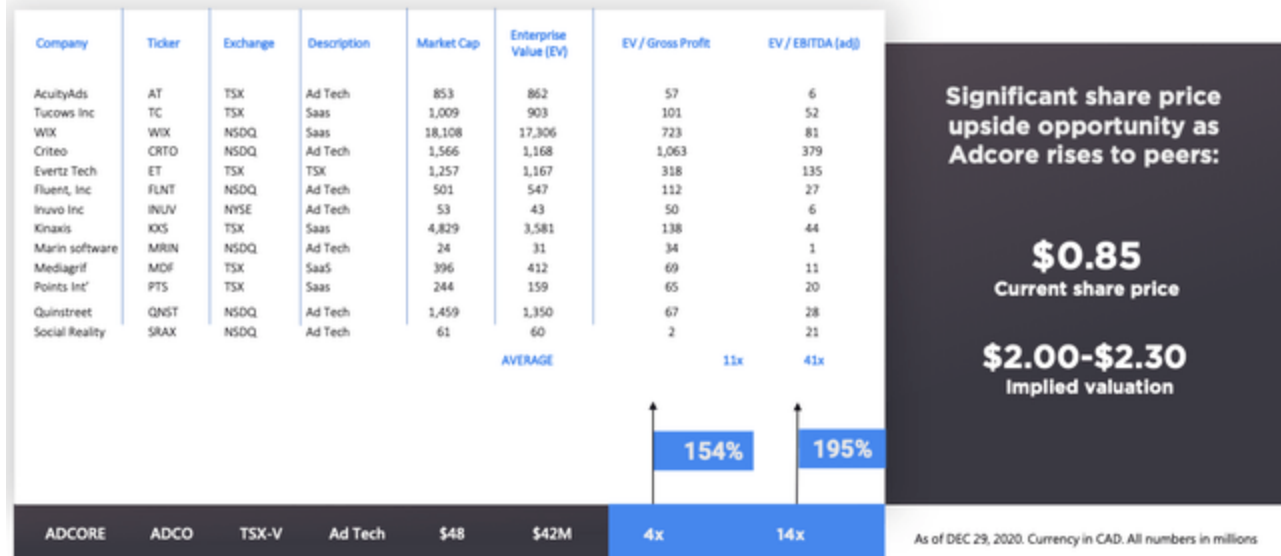 Company Ticker Exchange Description Market Cap Enterprise Value (EV) EV / Gross Profit EV / EBITDA (adj)
AcuityAds AT TSX Ad Tech 853 862 57 6
Tucows Inc TC TSX Saas 1,009 903 101 52
WIX WIX NSDQ Saas 18,108 17,306 723 81
Criteo CRTO NSDQ Ad Tech 1,566 1,168 1,063 379
Evertz Tech ET TSX TSX 1,257 1,167 318 135
Fluent, Inc FLNT NSDQ Ad Tech 501 547 112 27
Inuvo Inc INUV NYSE Ad Tech 53 43 50 6
Kinaxis KXS TSX Saas 4,829 3,581 138 44
Marin software MRIN NSDQ Ad Tech 24 31 34 1
Mediagrif MDF TSX SaaS 396 412 69 11
Points Int' PTS TSX Saas 244 159 65 20
Quinstreet QNST NSDQ Ad Tech 1,459 1,350 67 28
Social Reality SRAX NSDQ Ad Tech 61 60 2 21
AVERAGE 11x 41x
154% 195%
ADCORE ADCO TSX-V Ad Tech $48 $42M 4x 14x
Significant share price
upside opportunity as
Adcore rises to peers:
$0.85
Current share price
$2.00-$2.30
Implied valuation
As of DEC 29, 2020. Currency in CAD. All numbers in millions